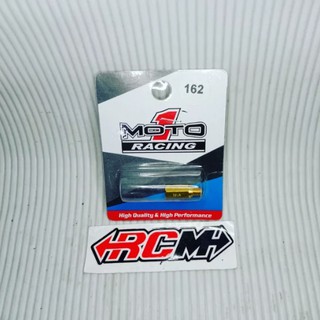 162
MOTO 1
RACING
High Quality & High Performance
RCM